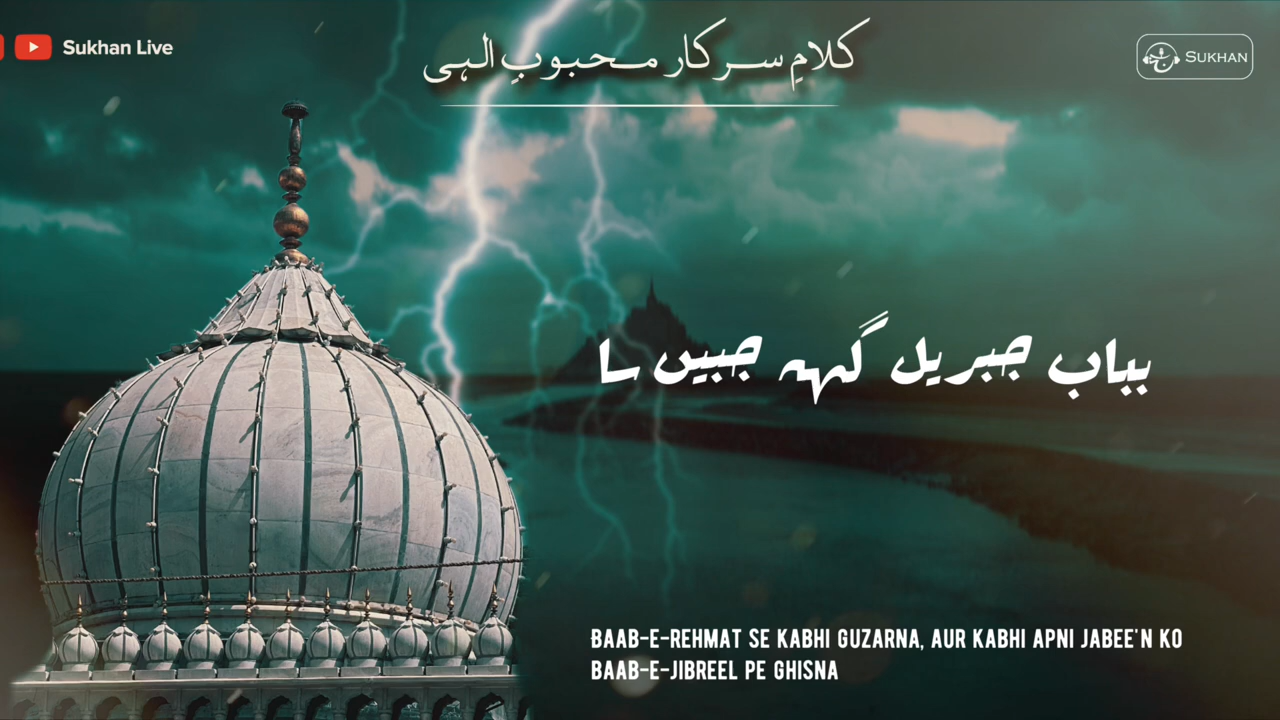 Sukhan Live
کلامِ سرکار محبوبِ الٰہی
SUKHAN
بباب جبریل گہہ جبیں سا
BAAB-E-REHMAT SE KABHI GUZARNA, AUR KABHI APNI JABEE'N KO
BAAB-E-JIBREEL PE GHISNA